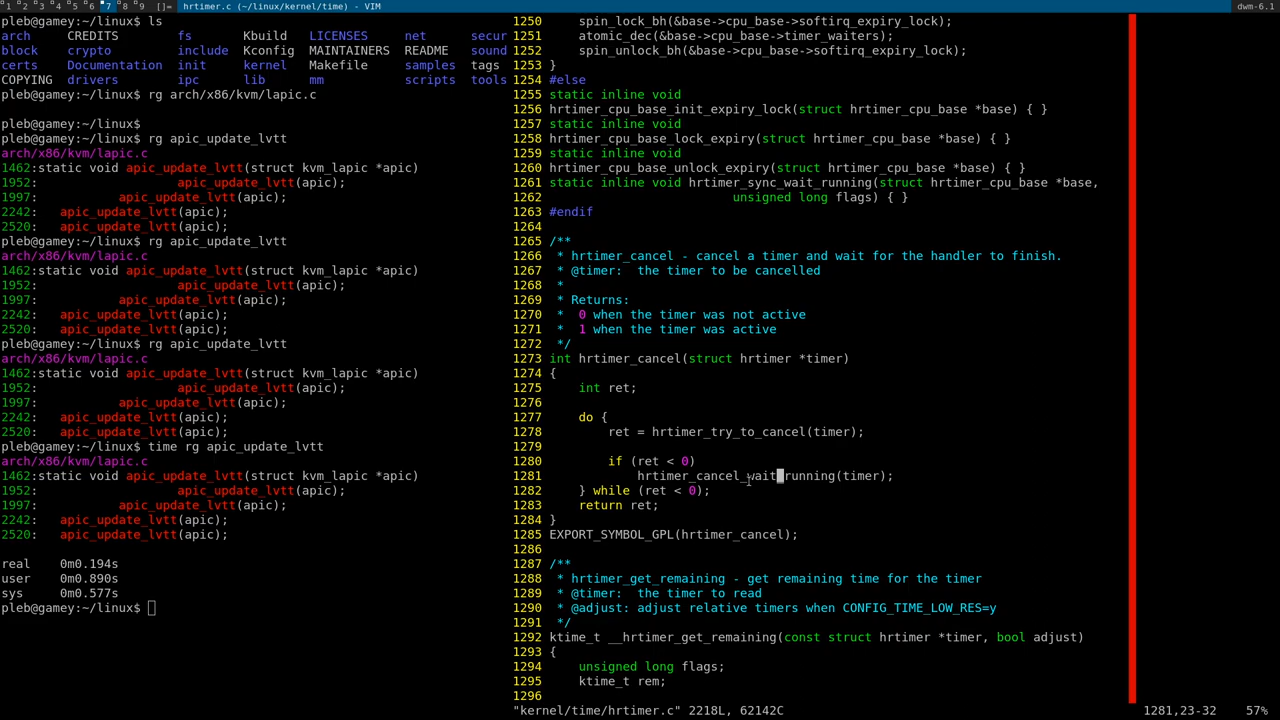 1 2 3 4 5 6 7 8 9 []= hrtimer.c (~/linux/kernel/time) - VIM dwm-6.1
pleb@gamey:~/linux$ ls
arch CREDITS fs Kbuild LICENSES net secur
block crypto include Kconfig MAINTAINERS README sound
certs Documentation init kernel Makefile samples tags
COPYING drivers ipc lib mm scripts tools
pleb@gamey:~/linux$ rg arch/x86/kvm/lapic.c
pleb@gamey:~/linux$
pleb@gamey:~/linux$ rg apic_update_lvtt
arch/x86/kvm/lapic.c
1462:static void apic_update_lvtt(struct kvm_lapic *apic)
1952: apic_update_lvtt(apic);
1997: apic_update_lvtt(apic);
2242: apic_update_lvtt(apic);
2520: apic_update_lvtt(apic);
pleb@gamey:~/linux$ rg apic_update_lvtt
arch/x86/kvm/lapic.c
1462:static void apic_update_lvtt(struct kvm_lapic *apic)
1952: apic_update_lvtt(apic);
1997: apic_update_lvtt(apic);
2242: apic_update_lvtt(apic);
2520: apic_update_lvtt(apic);
pleb@gamey:~/linux$ rg apic_update_lvtt
arch/x86/kvm/lapic.c
1462:static void apic_update_lvtt(struct kvm_lapic *apic)
1952: apic_update_lvtt(apic);
1997: apic_update_lvtt(apic);
2242: apic_update_lvtt(apic);
2520: apic_update_lvtt(apic);
pleb@gamey:~/linux$ time rg apic_update_lvtt
arch/x86/kvm/lapic.c
1462:static void apic_update_lvtt(struct kvm_lapic *apic)
1952: apic_update_lvtt(apic);
1997: apic_update_lvtt(apic);
2242: apic_update_lvtt(apic);
2520: apic_update_lvtt(apic);
real 0m0.194s
user 0m0.890s
sys 0m0.577s
pleb@gamey:~/linux$
1250 spin_lock_bh(&base->cpu_base->softirq_expiry_lock);
1251 atomic_dec(&base->cpu_base->timer_waiters);
1252 spin_unlock_bh(&base->cpu_base->softirq_expiry_lock);
1253 }
1254 #else
1255 static inline void
1256 hrtimer_cpu_base_init_expiry_lock(struct hrtimer_cpu_base *base) { }
1257 static inline void
1258 hrtimer_cpu_base_lock_expiry(struct hrtimer_cpu_base *base) { }
1259 static inline void
1260 hrtimer_cpu_base_unlock_expiry(struct hrtimer_cpu_base *base) { }
1261 static inline void hrtimer_sync_wait_running(struct hrtimer_cpu_base *base,
1262 unsigned long flags) { }
1263 #endif
1264
1265 /**
1266 * hrtimer_cancel - cancel a timer and wait for the handler to finish.
1267 * @timer: the timer to be cancelled
1268 *
1269 * Returns:
1270 * 0 when the timer was not active
1271 * 1 when the timer was active
1272 */
1273 int hrtimer_cancel(struct hrtimer *timer)
1274 {
1275 int ret;
1276
1277 do {
1278 ret = hrtimer_try_to_cancel(timer);
1279
1280 if (ret < 0)
1281 hrtimer_cancel_wait_running(timer);
1282 } while (ret < 0);
1283 return ret;
1284 }
1285 EXPORT_SYMBOL_GPL(hrtimer_cancel);
1286
1287 /**
1288 * hrtimer_get_remaining - get remaining time for the timer
1289 * @timer: the timer to read
1290 * @adjust: adjust relative timers when CONFIG_TIME_LOW_RES=y
1291 */
1292 ktime_t __hrtimer_get_remaining(const struct hrtimer *timer, bool adjust)
1293 {
1294 unsigned long flags;
1295 ktime_t rem;
1296
"kernel/time/hrtimer.c" 2218L, 62142C 1281,23-32 57%